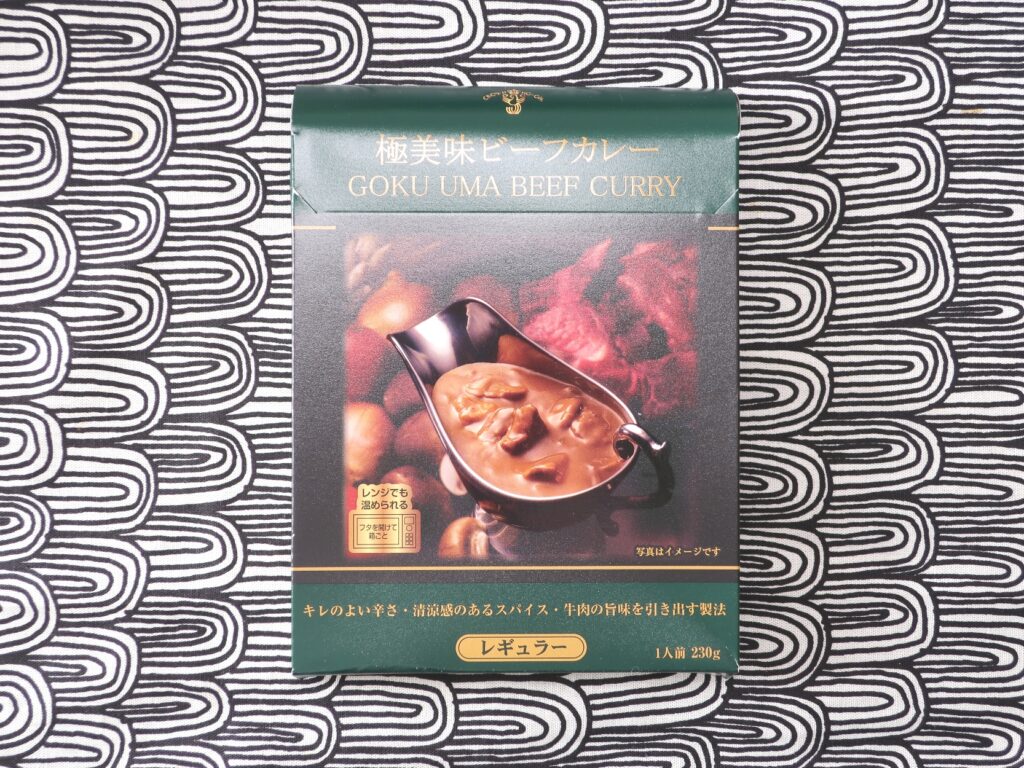 極美味ビーフカレー
GOKU UMA BEEF CURRY
レンジでも
温められる
フタを開けて
箱ごと
写真はイメージです
キレのよい辛さ・清涼感のあるスパイス・牛肉の旨味を引き出す製法
レギュラー
1人前 230g